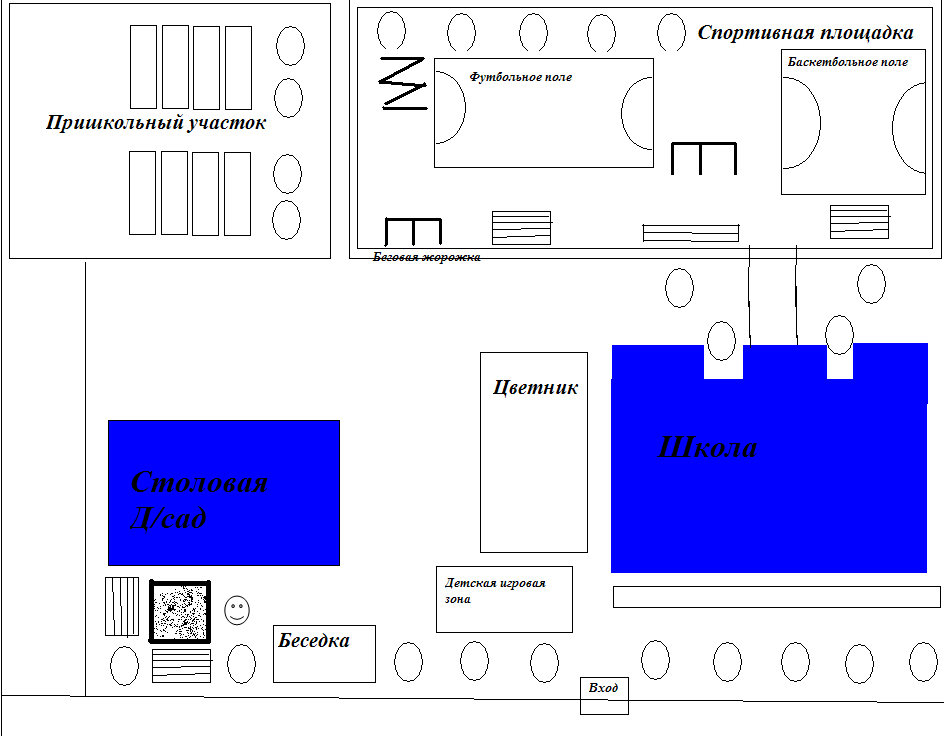 Спортивная площадка
Футбольное поле
Баскетбольное поле
Пришкольный участок
Беговая жорожка
Цветник
Школа
Столовая
Д/сад
Детская игровая
зона
Беседка
Вход